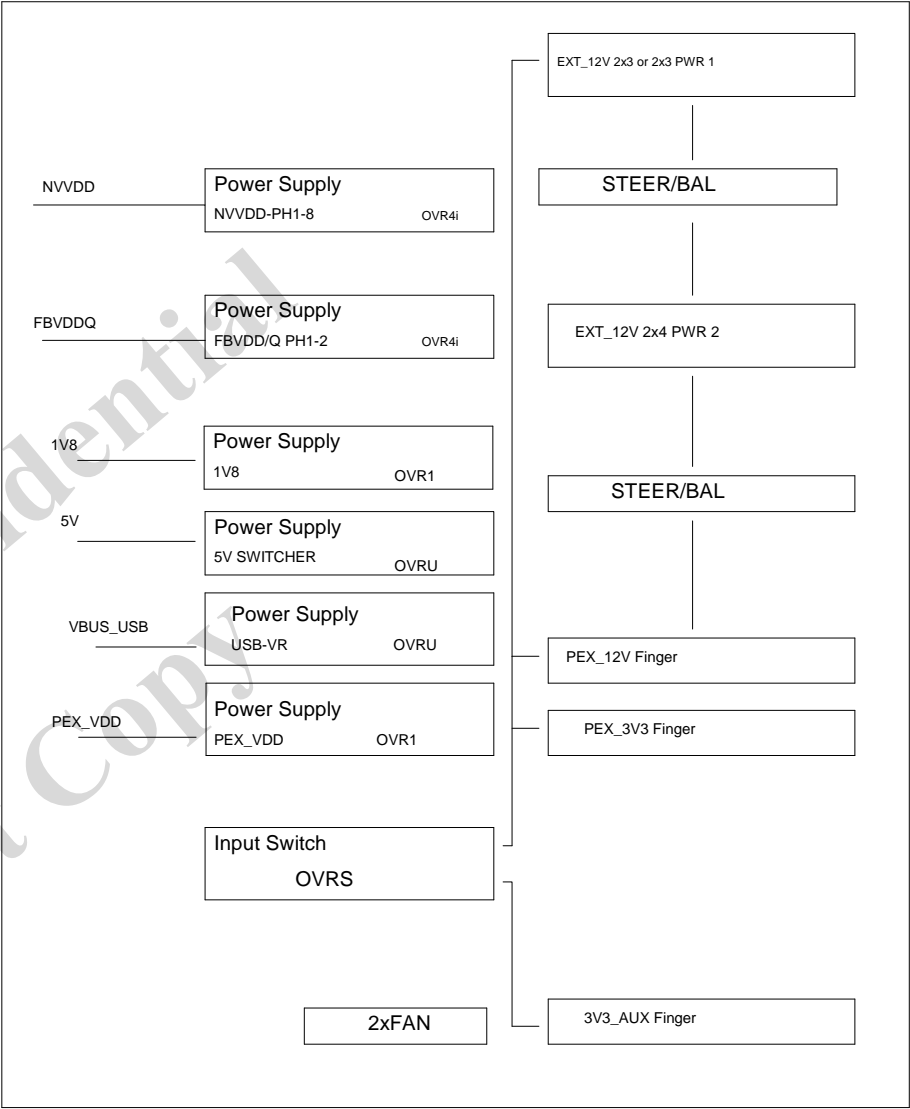 EXT_12V 2x3 or 2x3 PWR 1
NVVDD
Power Supply
NVVDD-PH1-8 OVR4i
STEER/BAL
FBVDDQ
Power Supply
FBVDD/Q PH1-2 OVR4i
EXT_12V 2x4 PWR 2
1V8
Power Supply
1V8 OVR1
STEER/BAL
5V
Power Supply
5V SWITCHER OVRU
VBUS_USB
Power Supply
USB-VR OVRU
PEX_12V Finger
PEX_VDD
Power Supply
PEX_VDD OVR1
PEX_3V3 Finger
Input Switch
OVRS
2xFAN
3V3_AUX Finger
dential
Copy